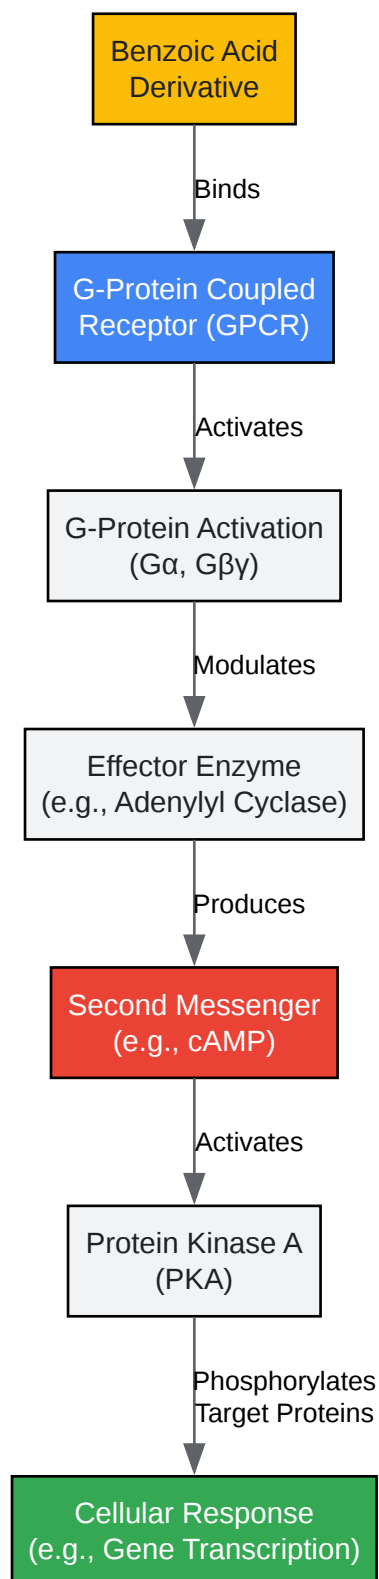 Benzoic Acid
Derivative
Binds
G-Protein Coupled
Receptor (GPCR)
Activates
G-Protein Activation
(Gα, Gβγ)
Modulates
Effector Enzyme
(e.g., Adenylyl Cyclase)
Produces
Second Messenger
(e.g., cAMP)
Activates
Protein Kinase A
(PKA)
Phosphorylates
Target Proteins
Cellular Response
(e.g., Gene Transcription)